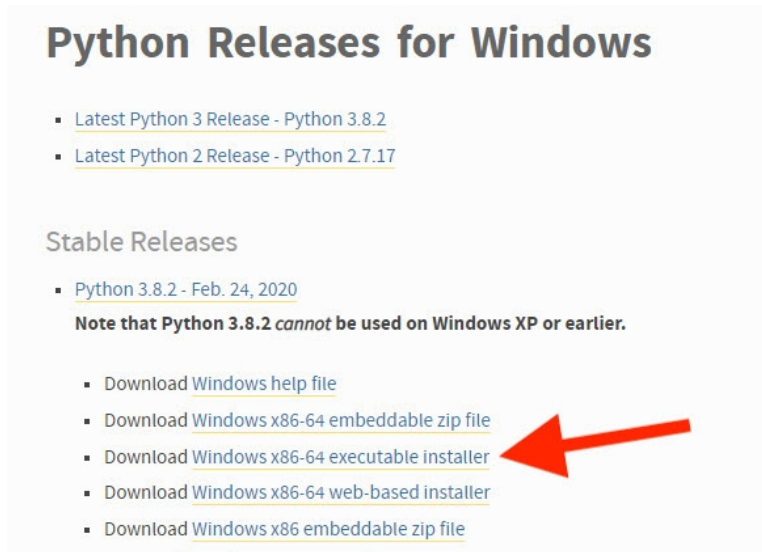 Python Releases for Windows
Latest Python 3 Release - Python 3.8.2
Latest Python 2 Release - Python 2.7.17
Stable Releases
Python 3.8.2 - Feb. 24, 2020
Note that Python 3.8.2 cannot be used on Windows XP or earlier.
Download Windows help file
Download Windows x86-64 embeddable zip file
Download Windows x86-64 executable installer
Download Windows x86-64 web-based installer
Download Windows x86 embeddable zip file